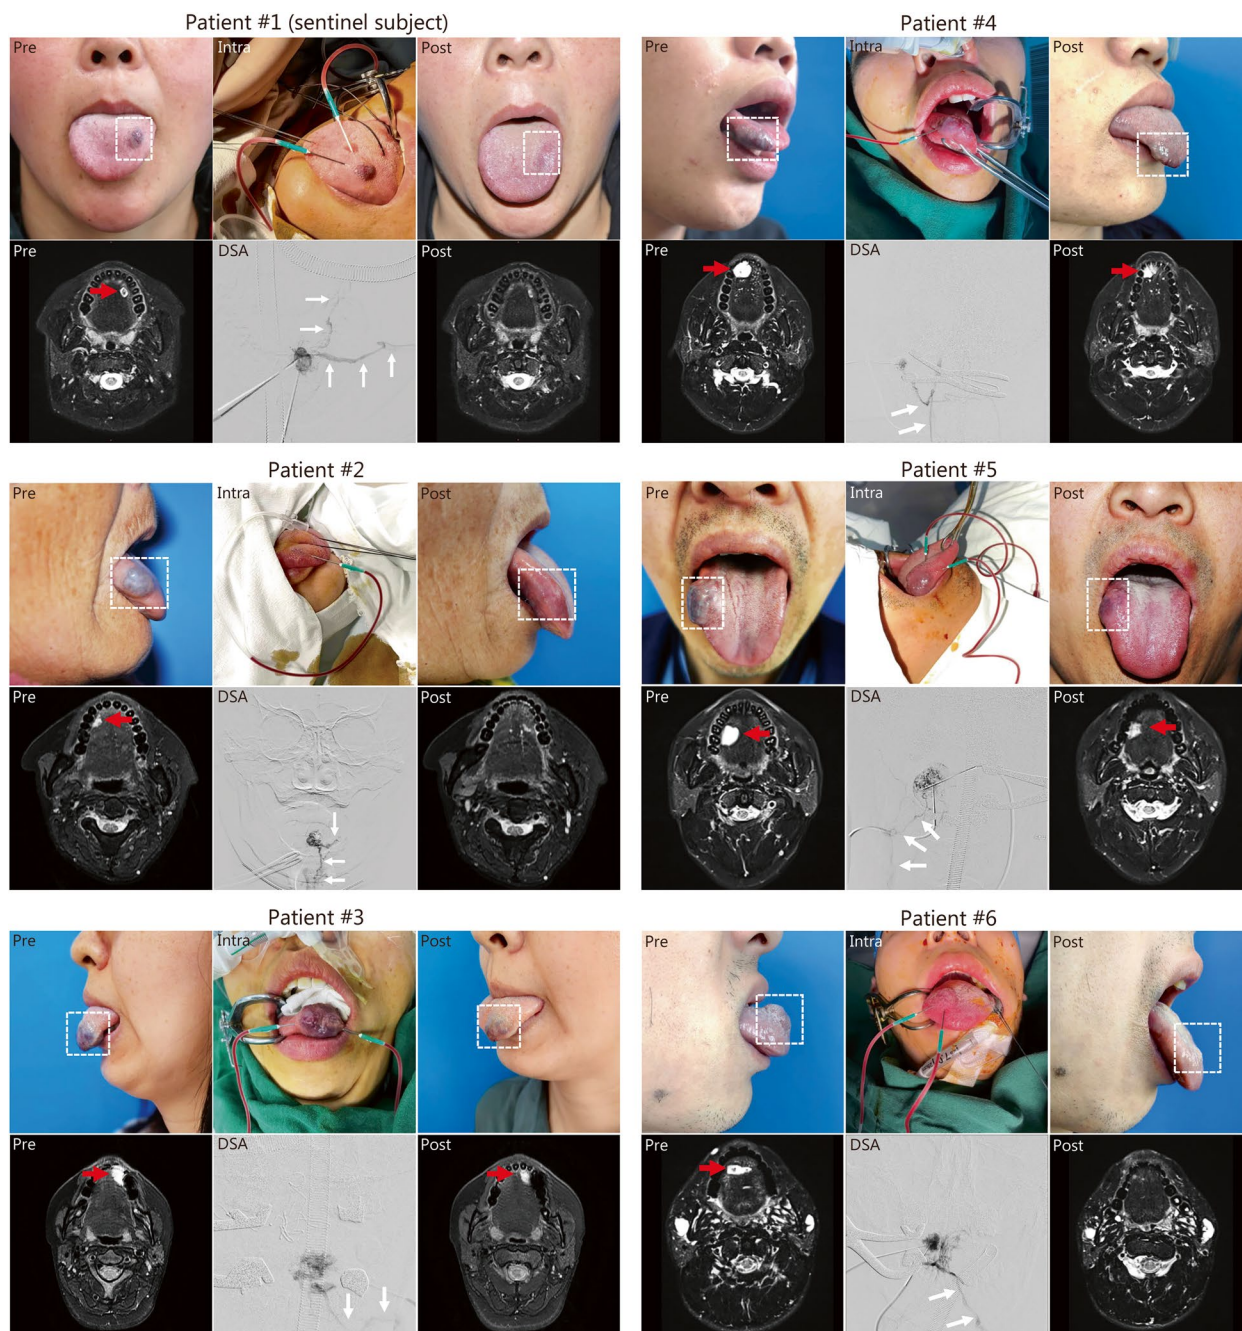 Patient #1 (sentinel subject)
Pre
Intra
Post
Pre
DSA
Post
Patient #2
Pre
Intra
Post
Pre
DSA
Post
Patient #3
Pre
Intra
Post
Pre
DSA
Post
Patient #4
Pre
Intra
Post
Pre
DSA
Post
Patient #5
Pre
Intra
Post
Pre
DSA
Post
Patient #6
Pre
Intra
Post
Pre
DSA
Post